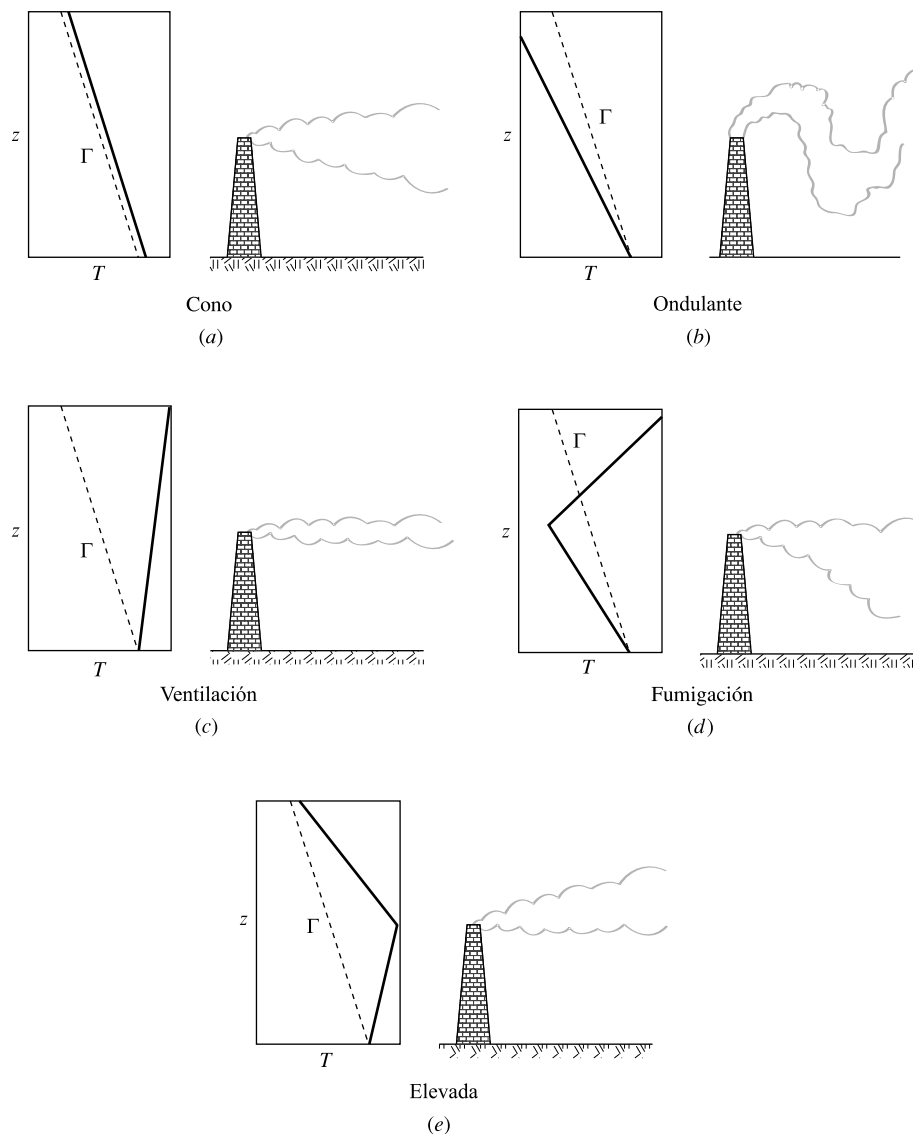 Γ
z
T
Cono
(a)
Γ
z
T
Ondulante
(b)
Γ
z
T
Ventilación
(c)
Γ
z
T
Fumigación
(d)
Γ
z
T
Elevada
(e)